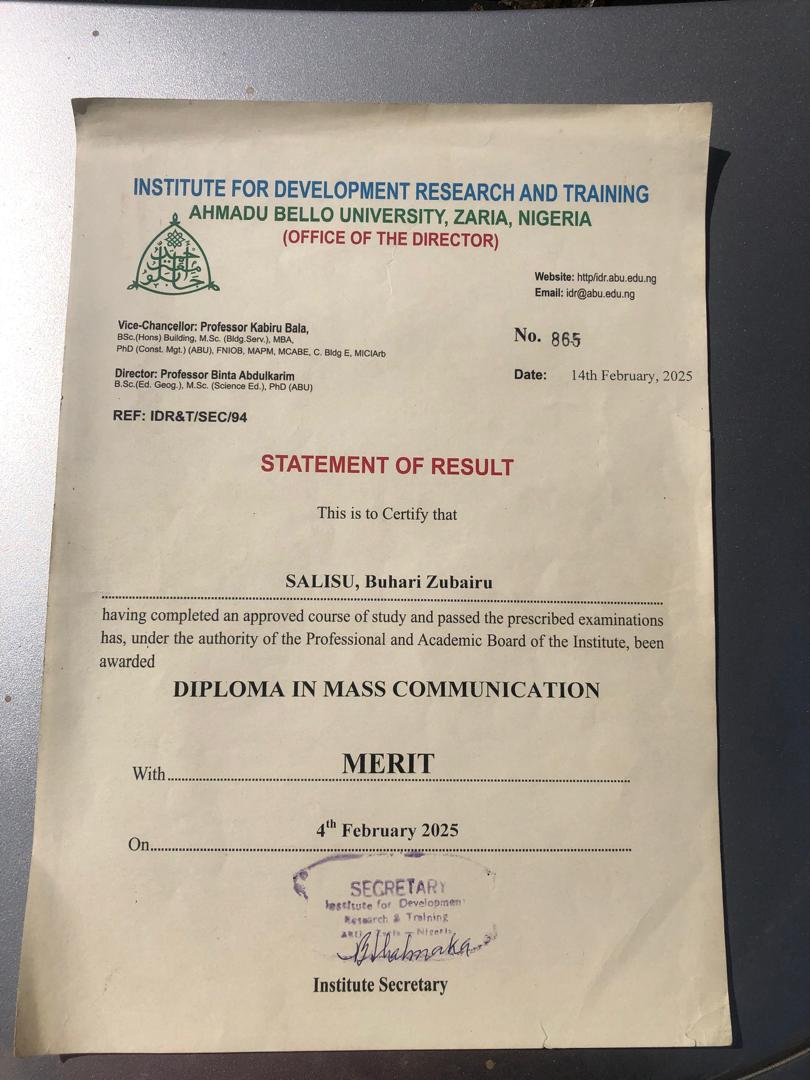 INSTITUTE FOR DEVELOPMENT RESEARCH AND TRAINING
AHMADU BELLO UNIVERSITY, ZARIA, NIGERIA
(OFFICE OF THE DIRECTOR)
Website: http/idr.abu.edu.ng
Email: idr@abu.edu.ng
Vice-Chancellor: Professor Kabiru Bala,
BSc.(Hons) Building, M.Sc. (Bldg.Serv.), MBA,
PhD (Const. Mgt.) (ABU), FNIOB, MAPM, MCABE, C. Bldg E, MICIArb
No. 865
Director: Professor Binta Abdulkarim
B.Sc.(Ed. Geog.), M.Sc. (Science Ed.), PhD (ABU)
Date: 14th February, 2025
REF: IDR&T/SEC/94
STATEMENT OF RESULT
This is to Certify that
SALISU, Buhari Zubairu
having completed an approved course of study and passed the prescribed examinations
has, under the authority of the Professional and Academic Board of the Institute, been
awarded
DIPLOMA IN MASS COMMUNICATION
With MERIT
On 4th February 2025
SECRETARY
Institute for Development
Research & Training
Institute Secretary